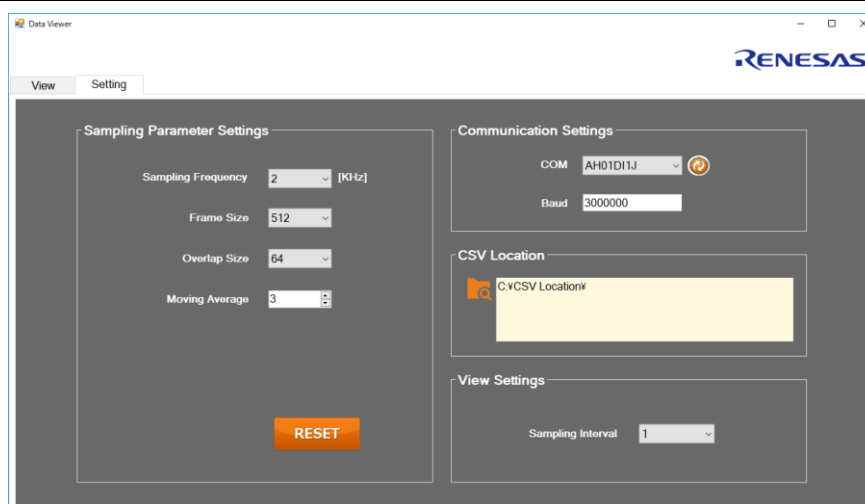 Data Viewer
RENESAS
View Setting
Sampling Parameter Settings
Sampling Frequency 2 [KHz]
Frame Size 512
Overlap Size 64
Moving Average 3
RESET
Communication Settings
COM AH01DI1J
Baud 3000000
CSV Location
C:¥CSV Location¥
View Settings
Sampling Interval 1